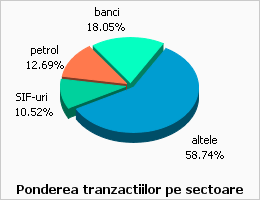 banci
18.05%
petrol
12.69%
SIF-uri
10.52%
altele
58.74%
Ponderea tranzactiilor pe sectoare